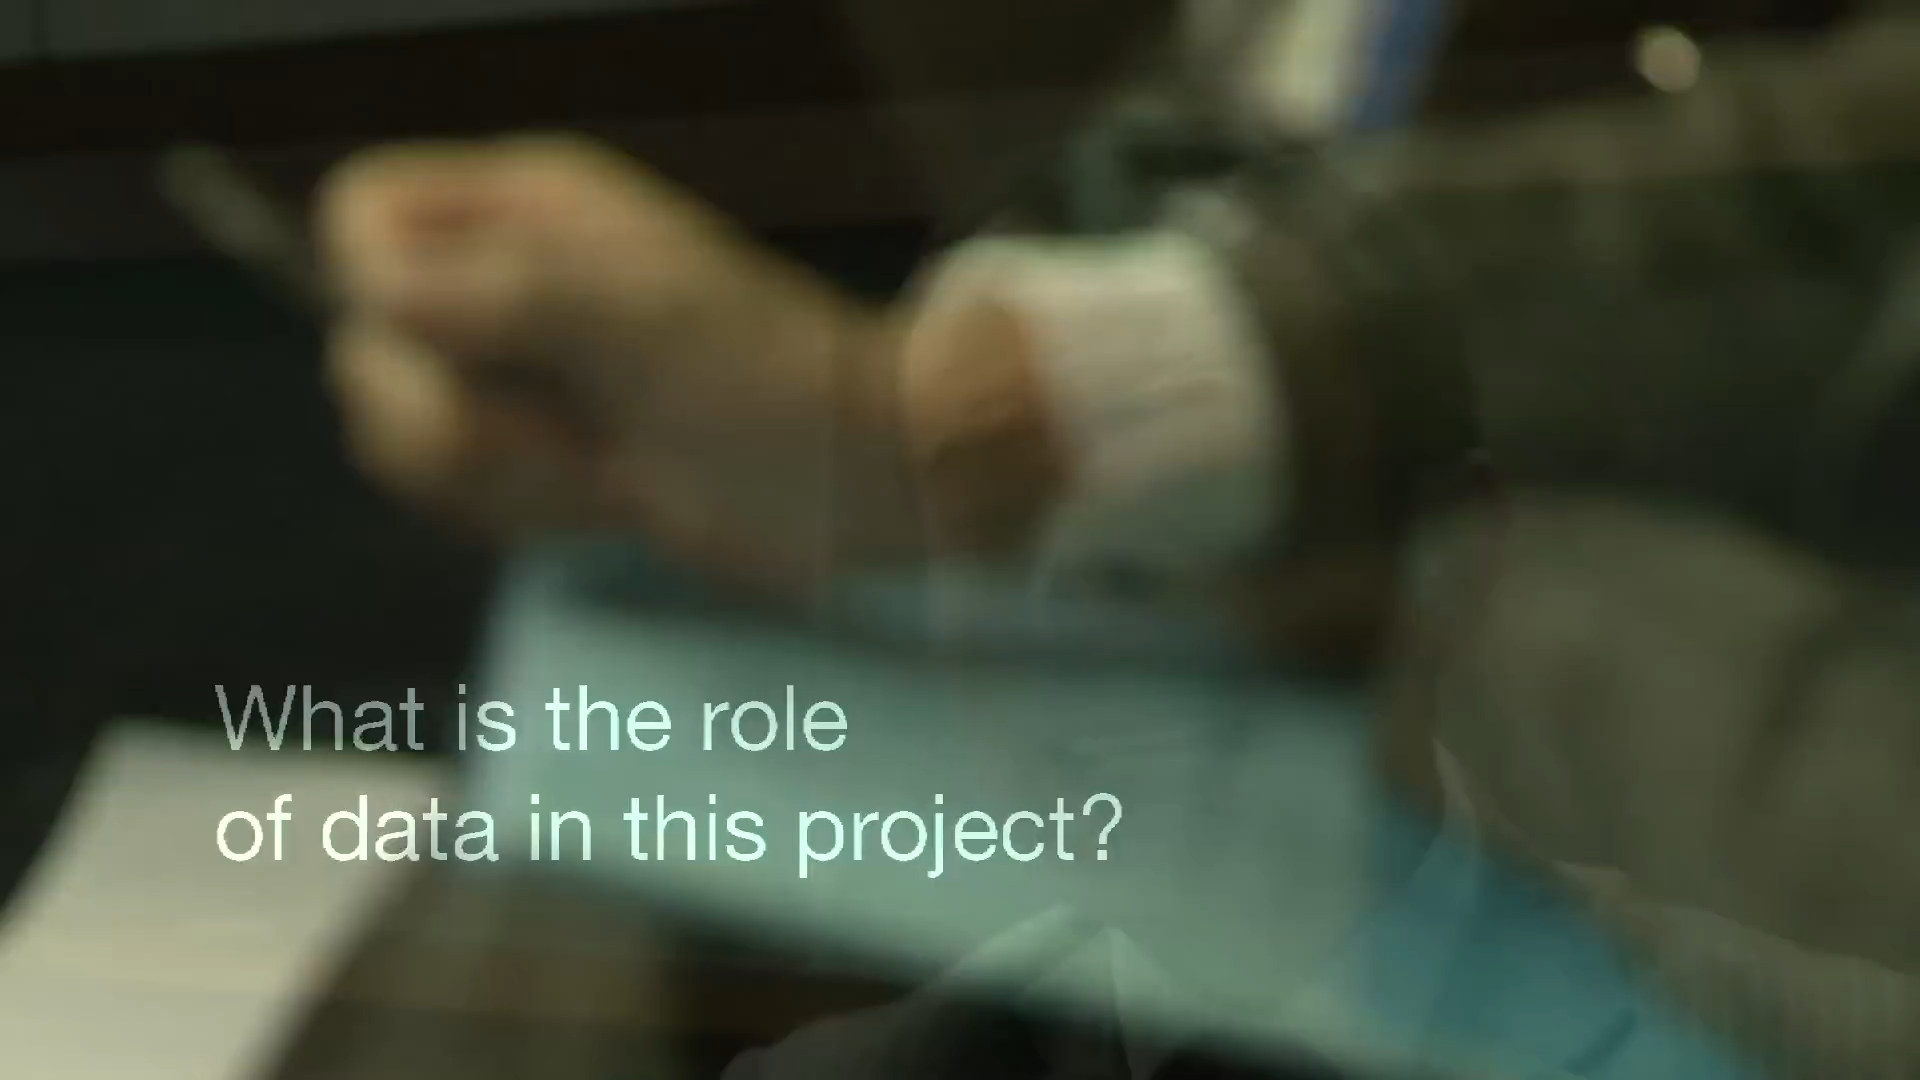 What is the role
of data in this project?